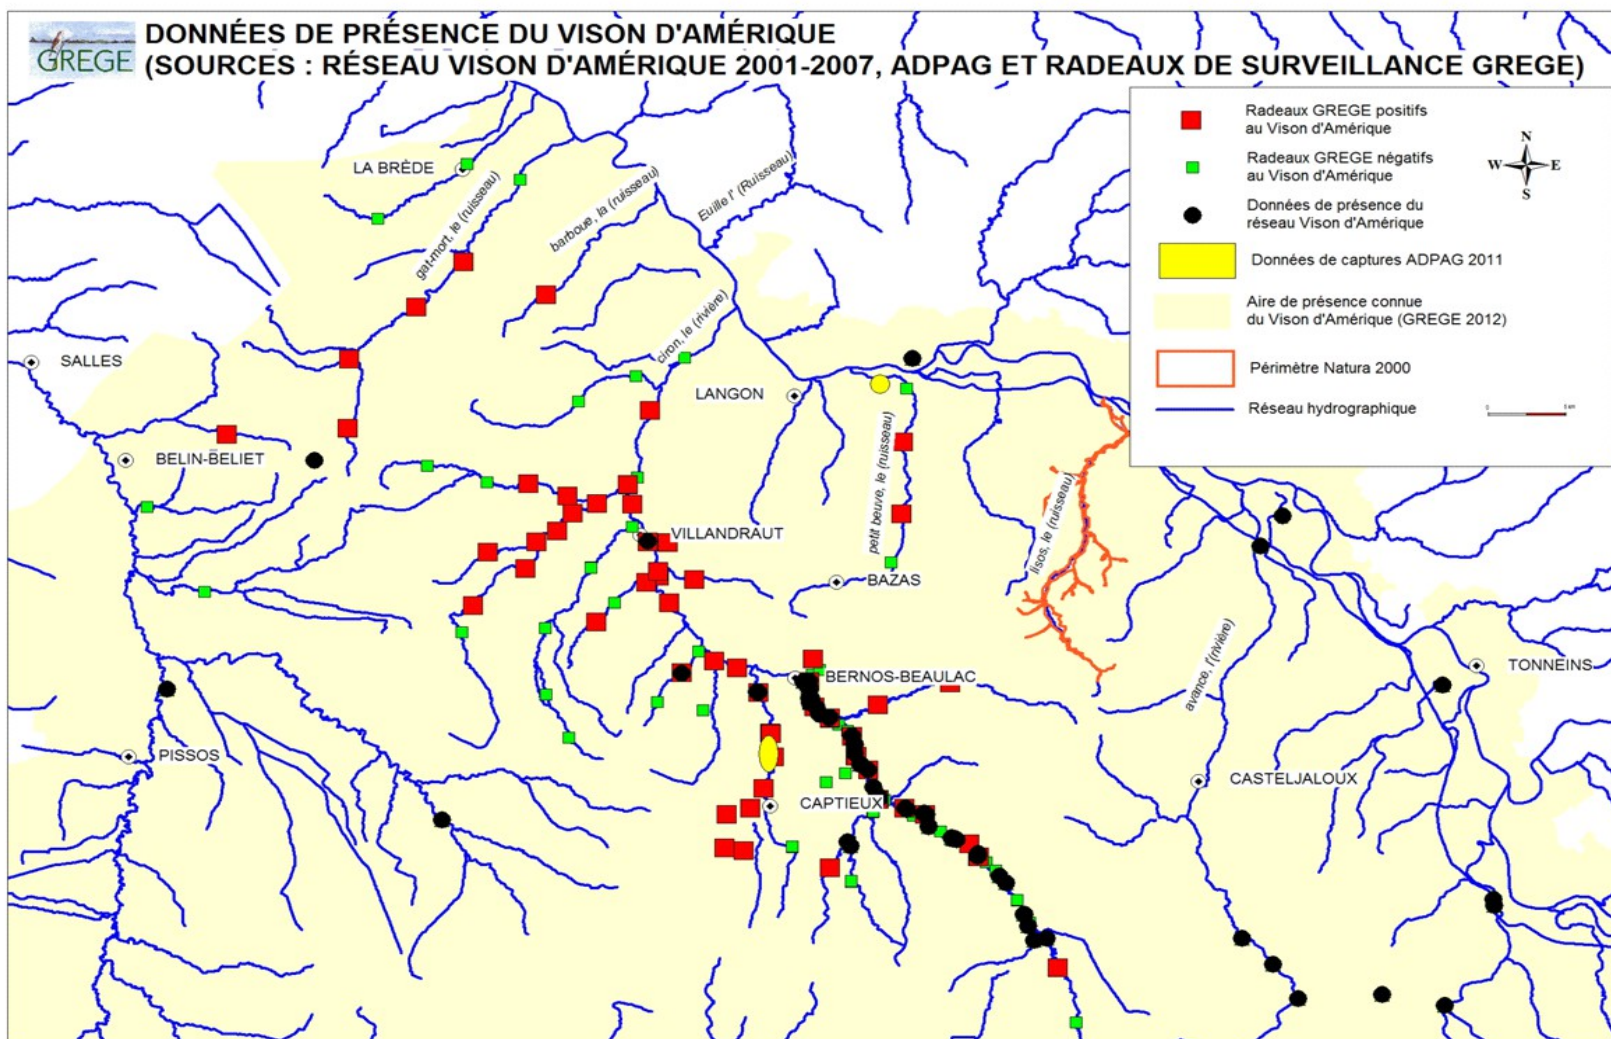 GREGE
DONNÉES DE PRÉSENCE DU VISON D'AMÉRIQUE
(SOURCES : RÉSEAU VISON D'AMÉRIQUE 2001-2007, ADPAG ET RADEAUX DE SURVEILLANCE GREGE)
Radeaux GREGE positifs
au Vison d'Amérique
Radeaux GREGE négatifs
au Vison d'Amérique
Données de présence du
réseau Vison d'Amérique
Données de captures ADPAG 2011
Aire de présence connue
du Vison d'Amérique (GREGE 2012)
Périmètre Natura 2000
Réseau hydrographique
N
W E
S
LA BRÈDE
gat-mort, le (ruisseau)
barboue, la (ruisseau)
Euille l' (Ruisseau)
ciron, le (rivière)
SALLES
LANGON
BELIN-BELIET
petit beuve, le (ruisseau)
lisos, le (ruisseau)
VILLANDRAUT
BAZAS
avance, l' (rivière)
BERNOS-BEAULAC
TONNEINS
PISSOS
CASTELJALOUX
CAPTIEUX